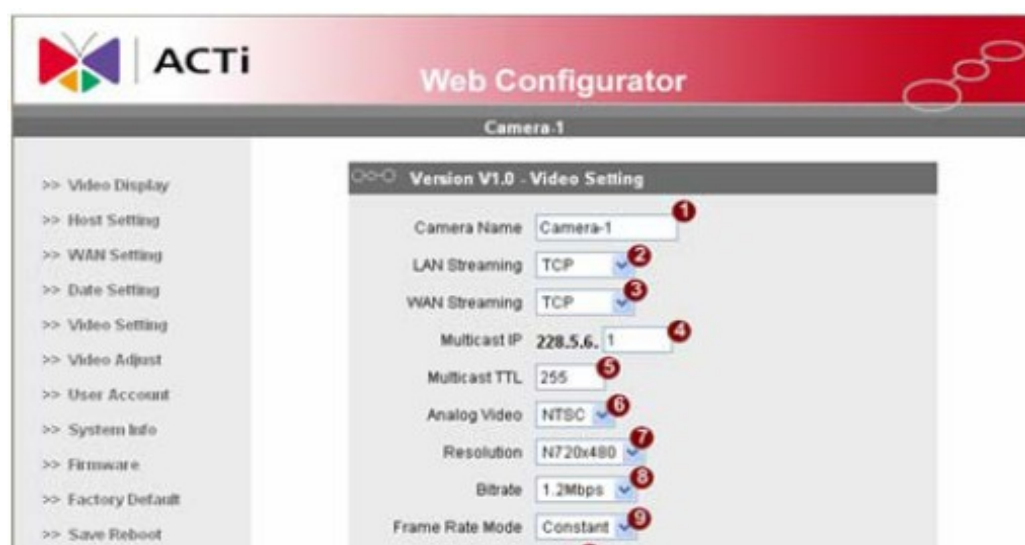 ACTi
Web Configurator
Camera-1
>> Video Display
>> Host Setting
>> WAN Setting
>> Date Setting
>> Video Setting
>> Video Adjust
>> User Account
>> System Info
>> Firmware
>> Factory Default
>> Save Reboot
Version V1.0 - Video Setting
Camera Name Camera-1 1
LAN Streaming TCP 2
WAN Streaming TCP 3
Multicast IP 228.5.6. 1 4
Multicast TTL 255 5
Analog Video NTSC 6
Resolution N720x480 7
Bitrate 1.2Mbps 8
Frame Rate Mode Constant 9